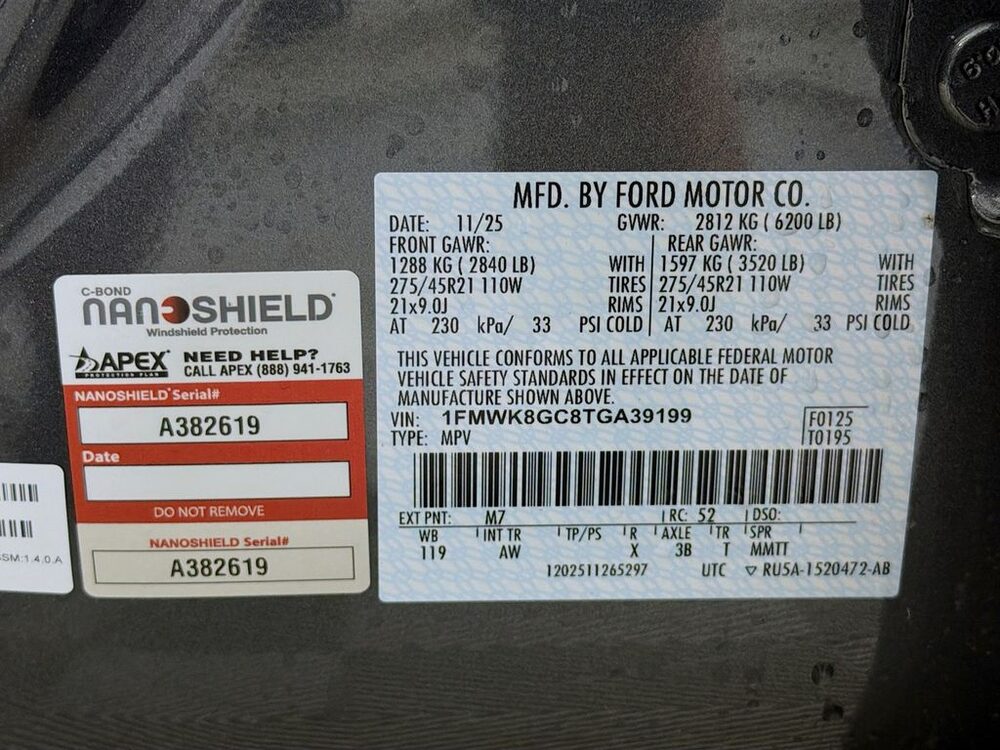 MFD. BY FORD MOTOR CO.
DATE: 11/25 GVWR: 2812 KG ( 6200 LB)
FRONT GAWR: REAR GAWR:
1288 KG ( 2840 LB) WITH 1597 KG ( 3520 LB) WITH
275/45R21 110W TIRES 275/45R21 110W TIRES
21x9.0J RIMS 21x9.0J RIMS
AT 230 kPa/ 33 PSI COLD AT 230 kPa/ 33 PSI COLD
THIS VEHICLE CONFORMS TO ALL APPLICABLE FEDERAL MOTOR
VEHICLE SAFETY STANDARDS IN EFFECT ON THE DATE OF
MANUFACTURE SHOWN ABOVE.
VIN: 1FMWK8GC8TGA39199 F0125
TYPE: MPV T0195
EXT PNT: M7 RC: 52 DSO:
WB INT TR TP/PS R AXLE TR SPR
119 AW X 3B T MMTT
1202511265297 UTC ▽ RU5A-1520472-AB
C-BOND
NANOSHIELD
Windshield Protection
APEX
PROTECTION PLAN
NEED HELP?
CALL APEX (888) 941-1763
NANOSHIELD Serial#
A382619
Date
DO NOT REMOVE
NANOSHIELD Serial#
A382619
SM:1.4.0.A